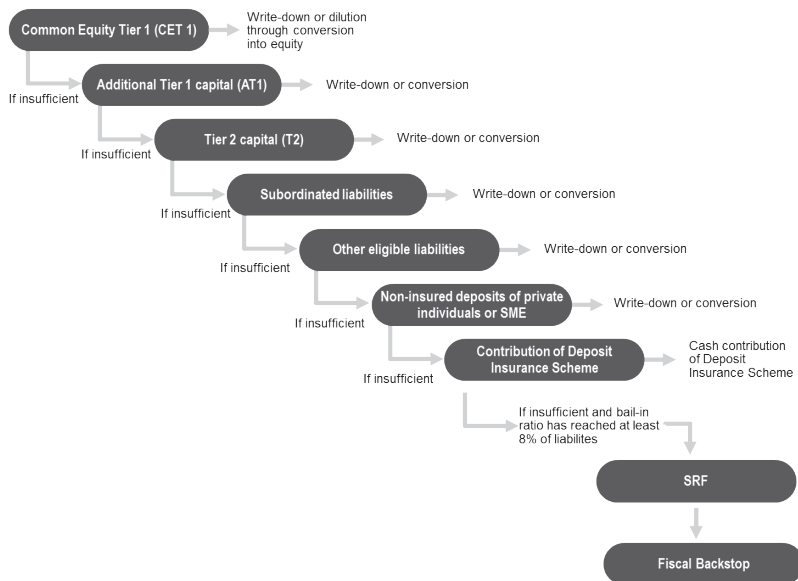 Common Equity Tier 1 (CET 1)
Write-down or dilution
through conversion
into equity
If insufficient
Additional Tier 1 capital (AT1)
Write-down or conversion
If insufficient
Tier 2 capital (T2)
Write-down or conversion
If insufficient
Subordinated liabilities
Write-down or conversion
If insufficient
Other eligible liabilities
Write-down or conversion
If insufficient
Non-insured deposits of private
individuals or SME
Write-down or conversion
If insufficient
Contribution of Deposit
Insurance Scheme
Cash contribution
of Deposit
Insurance Scheme
If insufficient and bail-in
ratio has reached at least
8% of liabilites
SRF
Fiscal Backstop